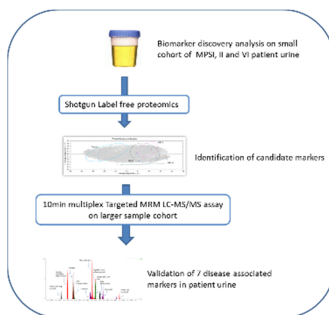 Biomarker discovery analysis on small
cohort of MPSI, II and VI patient urine
Shotgun Label free proteomics
Identification of candidate markers
10min multiplex Targeted MRM LC-MS/MS assay
on larger sample cohort
Validation of 7 disease associated
markers in patient urine